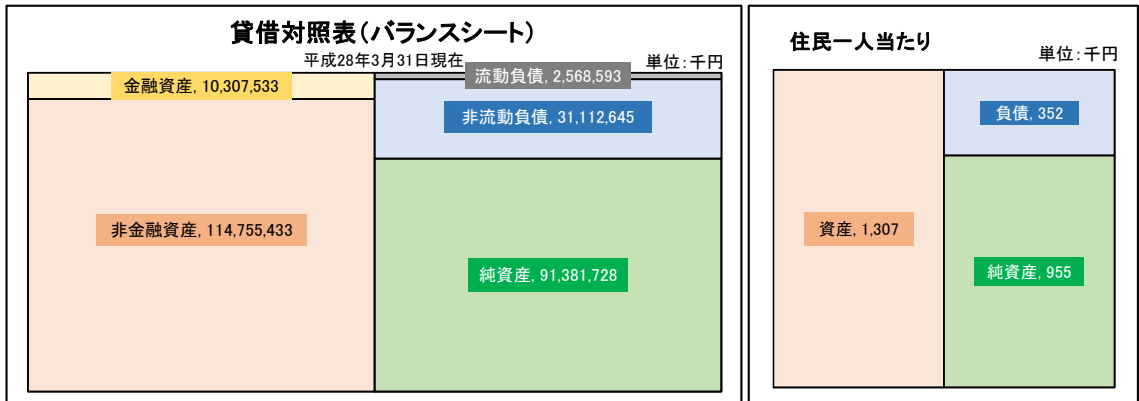 貸借対照表(バランスシート)
平成28年3月31日現在
単位:千円
金融資産, 10,307,533
流動負債, 2,568,593
非流動負債, 31,112,645
非金融資産, 114,755,433
純資産, 91,381,728
住民一人当たり
単位:千円
負債, 352
資産, 1,307
純資産, 955